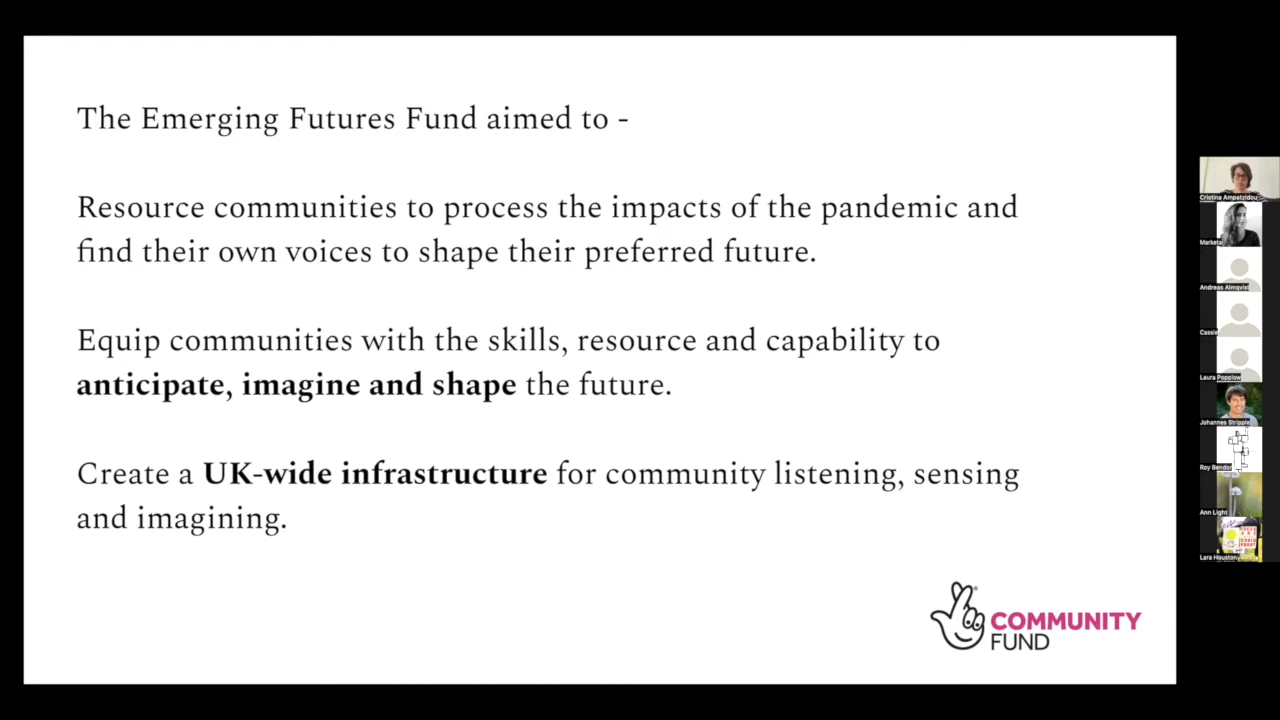 The Emerging Futures Fund aimed to -
Resource communities to process the impacts of the pandemic and
find their own voices to shape their preferred future.
Equip communities with the skills, resource and capability to
anticipate, imagine and shape the future.
Create a UK-wide infrastructure for community listening, sensing
and imagining.
COMMUNITY
FUND
Cristina Ampatzidou
Marketa
Andreas Almqvist
Cassie
Laura Popplow
Johannes Stripple
Roy Bendor
Ann Light
Lara Houston